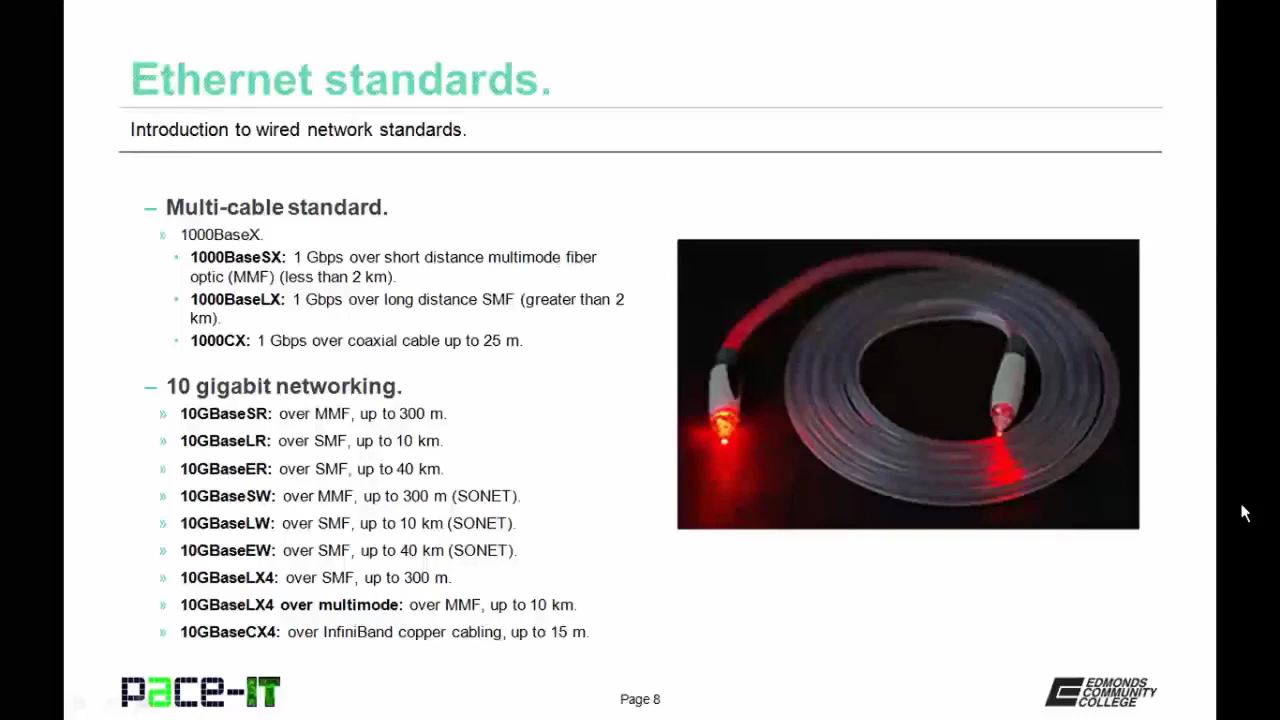 Ethernet standards.
Introduction to wired network standards.
– Multi-cable standard.
» 1000BaseX.
• 1000BaseSX: 1 Gbps over short distance multimode fiber
optic (MMF) (less than 2 km).
• 1000BaseLX: 1 Gbps over long distance SMF (greater than 2
km).
• 1000CX: 1 Gbps over coaxial cable up to 25 m.
– 10 gigabit networking.
» 10GBaseSR: over MMF, up to 300 m.
» 10GBaseLR: over SMF, up to 10 km.
» 10GBaseER: over SMF, up to 40 km.
» 10GBaseSW: over MMF, up to 300 m (SONET).
» 10GBaseLW: over SMF, up to 10 km (SONET).
» 10GBaseEW: over SMF, up to 40 km (SONET).
» 10GBaseLX4: over SMF, up to 300 m.
» 10GBaseLX4 over multimode: over MMF, up to 10 km.
» 10GBaseCX4: over InfiniBand copper cabling, up to 15 m.
pace-IT
Page 8
EDMONDS
COMMUNITY
COLLEGE